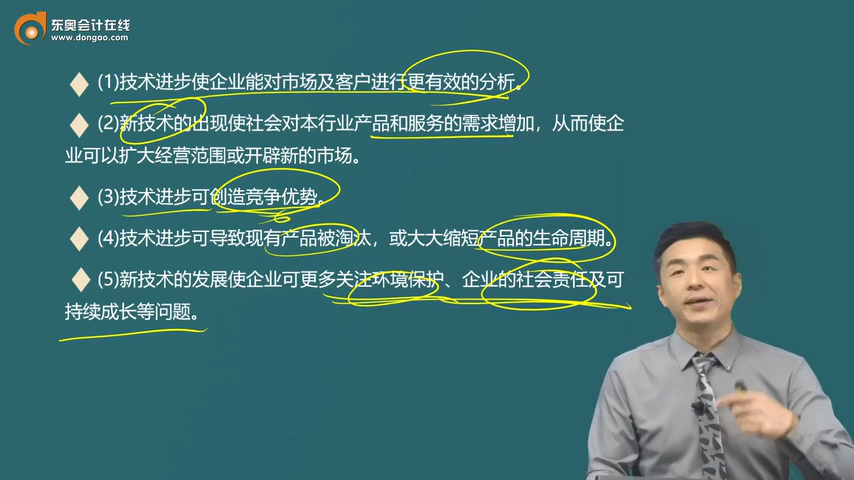 东奥会计在线
www.dongao.com
(1)技术进步使企业能对市场及客户进行更有效的分析。
(2)新技术的出现使社会对本行业产品和服务的需求增加，从而使企
业可以扩大经营范围或开辟新的市场。
(3)技术进步可创造竞争优势。
(4)技术进步可导致现有产品被淘汰，或大大缩短产品的生命周期。
(5)新技术的发展使企业可更多关注环境保护、企业的社会责任及可
持续成长等问题。